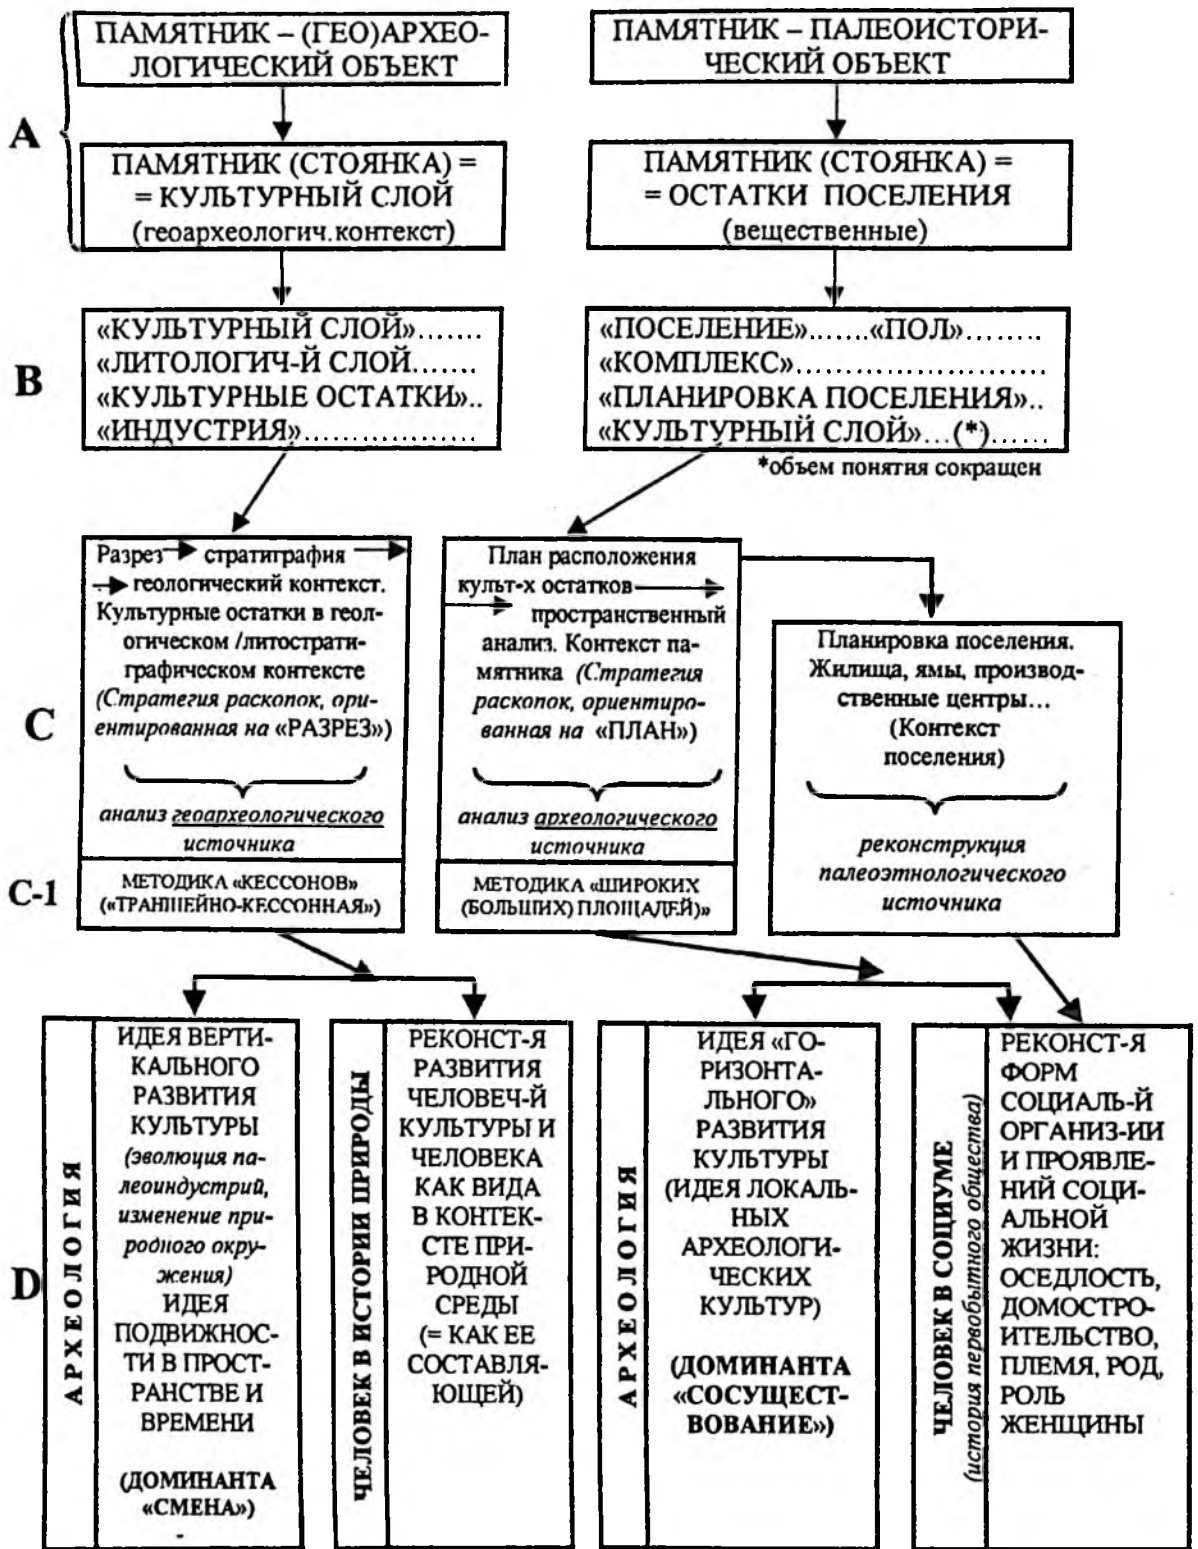 ПАМЯТНИК – (ГЕО)АРХЕО-
ЛОГИЧЕСКИЙ ОБЪЕКТ
ПАМЯТНИК – ПАЛЕОИСТОРИ-
ЧЕСКИЙ ОБЪЕКТ
A
ПАМЯТНИК (СТОЯНКА) =
= КУЛЬТУРНЫЙ СЛОЙ
(геоархеологич.контекст)
ПАМЯТНИК (СТОЯНКА) =
= ОСТАТКИ ПОСЕЛЕНИЯ
(вещественные)
B
«КУЛЬТУРНЫЙ СЛОЙ».......
«ЛИТОЛОГИЧ-Й СЛОЙ.......
«КУЛЬТУРНЫЕ ОСТАТКИ»..
«ИНДУСТРИЯ»...................
«ПОСЕЛЕНИЕ»......«ПОЛ»........
«КОМПЛЕКС»...........................
«ПЛАНИРОВКА ПОСЕЛЕНИЯ»..
«КУЛЬТУРНЫЙ СЛОЙ»...(*)......
*объем понятия сокращен
C
Разрез → стратиграфия →
→ геологический контекст.
Культурные остатки в геол-
огическом /литострати-
графическом контексте
(Стратегия раскопок, ори-
ентированная на «РАЗРЕЗ»)
анализ геоархеологического
источника
План расположения
культ-х остатков →
→ пространственный
анализ. Контекст па-
мятника (Стратегия
раскопок, ориентиро-
ванная на «ПЛАН»)
анализ археологического
источника
Планировка поселения.
Жилища, ямы, производ-
ственные центры...
(Контекст
поселения)
реконструкция
палеоэтнологического
источника
C-1
МЕТОДИКА «КЕССОНОВ»
(«ТРАНШЕЙНО-КЕССОННАЯ»)
МЕТОДИКА «ШИРОКИХ
(БОЛЬШИХ) ПЛОЩАДЕЙ)»
D
АРХЕОЛОГИЯ
ИДЕЯ ВЕРТИ-
КАЛЬНОГО
РАЗВИТИЯ
КУЛЬТУРЫ
(эволюция па-
леоиндустрий,
изменение при-
родного окру-
жения)
ИДЕЯ
ПОДВИЖНОС-
ТИ В ПРОСТ-
РАНСТВЕ И
ВРЕМЕНИ
(ДОМИНАНТА
«СМЕНА»)
ЧЕЛОВЕК В ИСТОРИИ ПРИРОДЫ
РЕКОНСТ-Я
РАЗВИТИЯ
ЧЕЛОВЕЧ-Й
КУЛЬТУРЫ И
ЧЕЛОВЕКА
КАК ВИДА
В КОНТЕК-
СТЕ ПРИ-
РОДНОЙ
СРЕДЫ
(= КАК ЕЕ
СОСТАВЛЯ-
ЮЩЕЙ)
АРХЕОЛОГИЯ
ИДЕЯ «ГО-
РИЗОНТА-
ЛЬНОГО»
РАЗВИТИЯ
КУЛЬТУРЫ
(ИДЕЯ ЛОКАЛЬ-
НЫХ
АРХЕОЛОГИ-
ЧЕСКИХ
КУЛЬТУР)
(ДОМИНАНТА
«СОСУЩЕСТ-
ВОВАНИЕ»)
ЧЕЛОВЕК В СОЦИУМЕ
(история первобытного общества)
РЕКОНСТ-Я
ФОРМ
СОЦИАЛЬ-Й
ОРГАНИЗ-ИИ
И ПРОЯВЛЕ-
НИЙ СОЦИ-
АЛЬНОЙ
ЖИЗНИ:
ОСЕДЛОСТЬ,
ДОМОСТРО-
ИТЕЛЬСТВО,
ПЛЕМЯ, РОД,
РОЛЬ
ЖЕНЩИНЫ